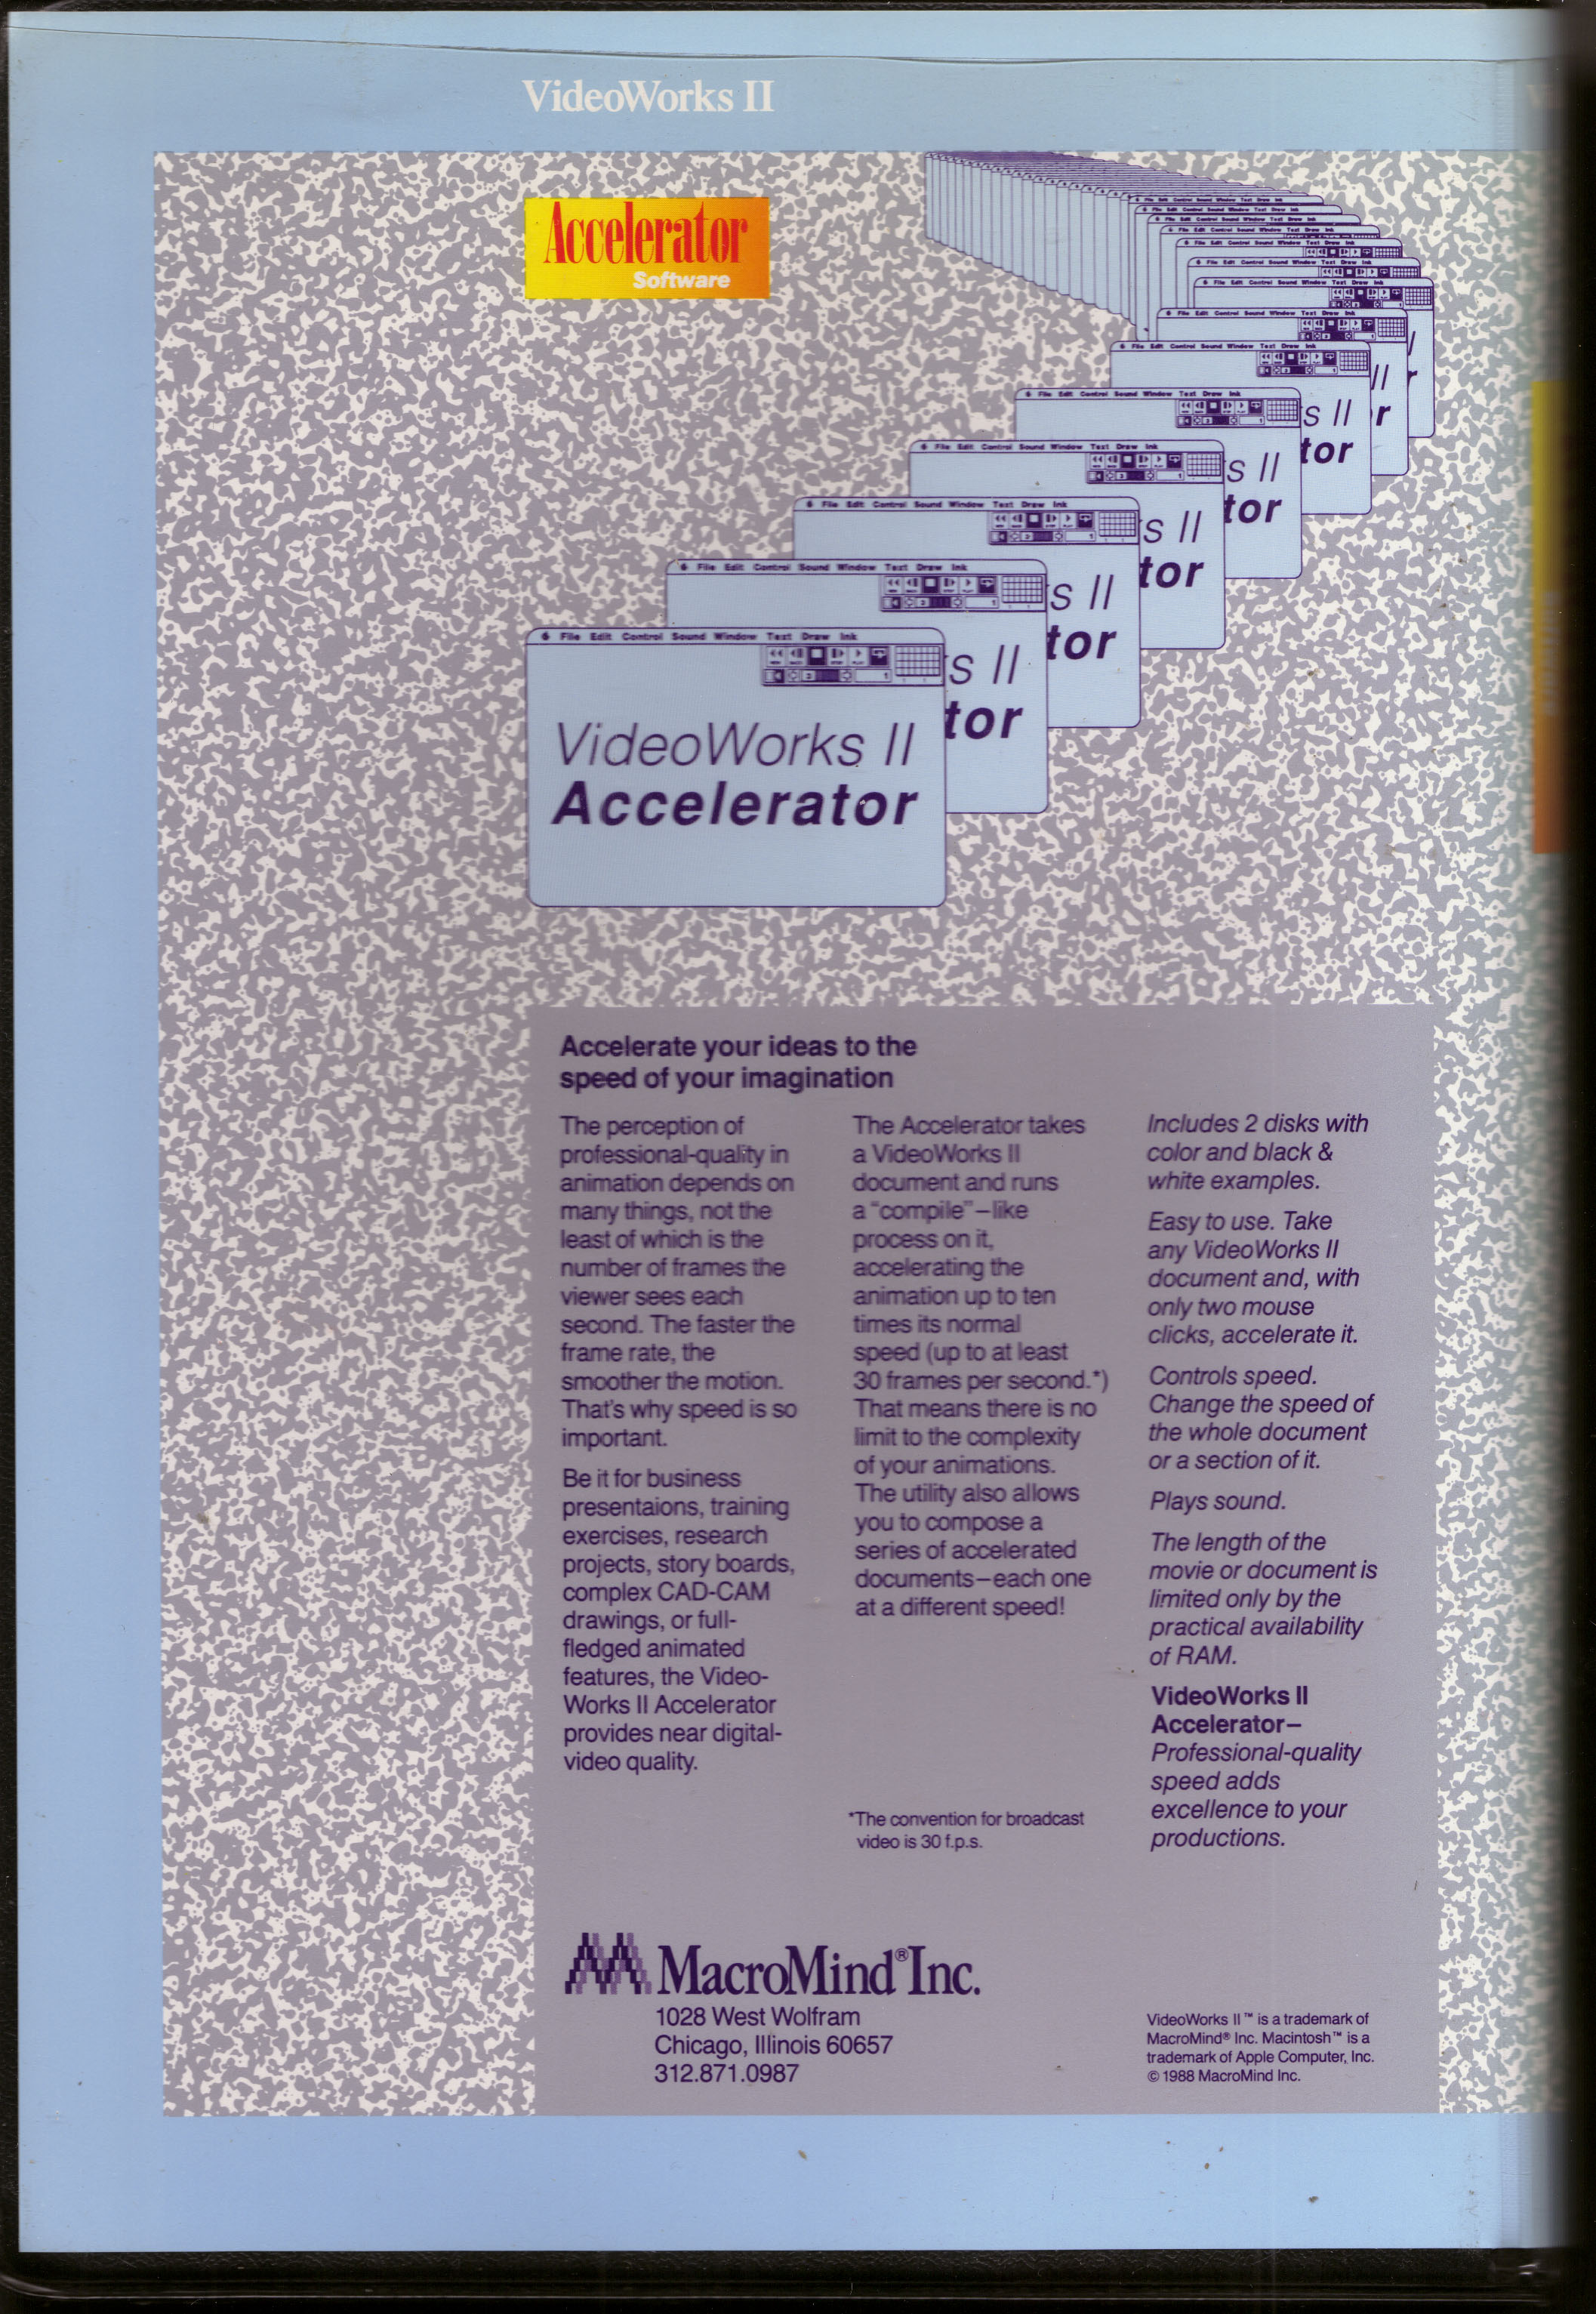 VideoWorks II
Accelerator
Software
File Edit Control Sound Window Text Draw Ink
VideoWorks II
Accelerator
Accelerate your ideas to the
speed of your imagination
The perception of
professional-quality in
animation depends on
many things, not the
least of which is the
number of frames the
viewer sees each
second. The faster the
frame rate, the
smoother the motion.
That's why speed is so
important.
Be it for business
presentaions, training
exercises, research
projects, story boards,
complex CAD-CAM
drawings, or full-
fledged animated
features, the Video-
Works II Accelerator
provides near digital-
video quality.
The Accelerator takes
a VideoWorks II
document and runs
a “compile”–like
process on it,
accelerating the
animation up to ten
times its normal
speed (up to at least
30 frames per second.*)
That means there is no
limit to the complexity
of your animations.
The utility also allows
you to compose a
series of accelerated
documents–each one
at a different speed!
*The convention for broadcast
video is 30 f.p.s.
Includes 2 disks with
color and black &
white examples.
Easy to use. Take
any VideoWorks II
document and, with
only two mouse
clicks, accelerate it.
Controls speed.
Change the speed of
the whole document
or a section of it.
Plays sound.
The length of the
movie or document is
limited only by the
practical availability
of RAM.
VideoWorks II
Accelerator–
Professional-quality
speed adds
excellence to your
productions.
MacroMind® Inc.
1028 West Wolfram
Chicago, Illinois 60657
312.871.0987
VideoWorks II™ is a trademark of
MacroMind® Inc. Macintosh™ is a
trademark of Apple Computer, Inc.
© 1988 MacroMind Inc.